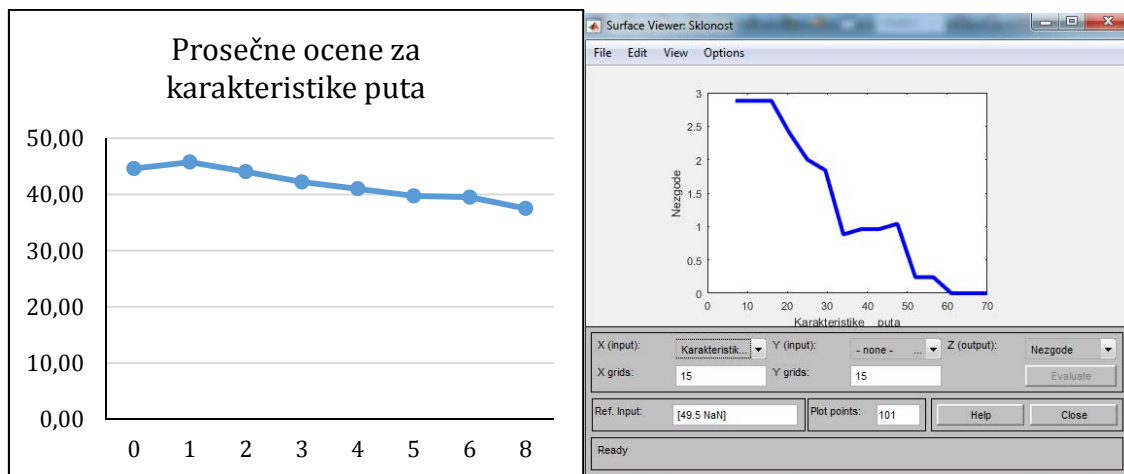 Prosečne ocene za
karakteristike puta
50,00
40,00
30,00
20,00
10,00
0,00
0 1 2 3 4 5 6 8
Surface Viewer: Sklonost
File Edit View Options
3
2.5
2
1.5
1
0.5
0
Nezgode
0 10 20 30 40 50 60 70
Karakteristike puta
X (input): Karakteristik... Y (input): - none - ... Z (output): Nezgode
X grids: 15 Y grids: 15 Evaluate
Ref. Input: [49.5 NaN] Plot points: 101 Help Close
Ready